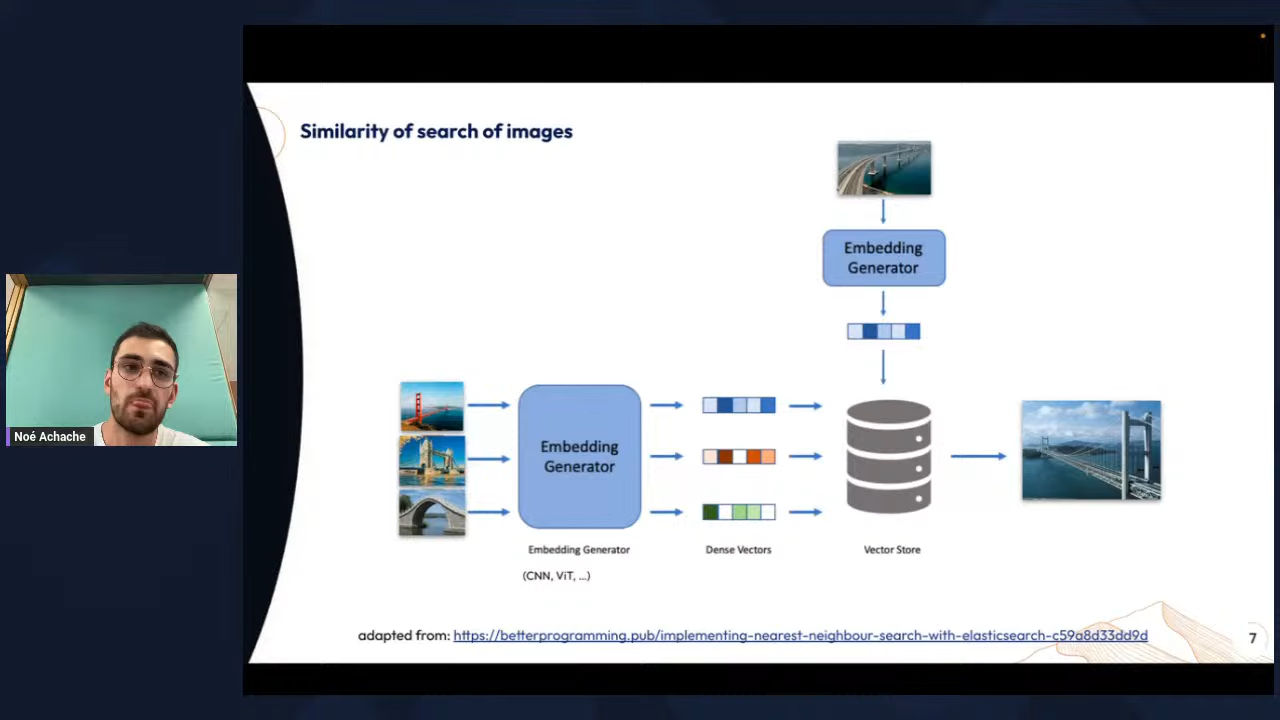 Similarity of search of images
Embedding
Generator
Embedding
Generator
Embedding Generator
Dense Vectors
Vector Store
(CNN, ViT, ...)
adapted from: https://betterprogramming.pub/implementing-nearest-neighbour-search-with-elasticsearch-c59a8d33dd9d
7
Noé Achache